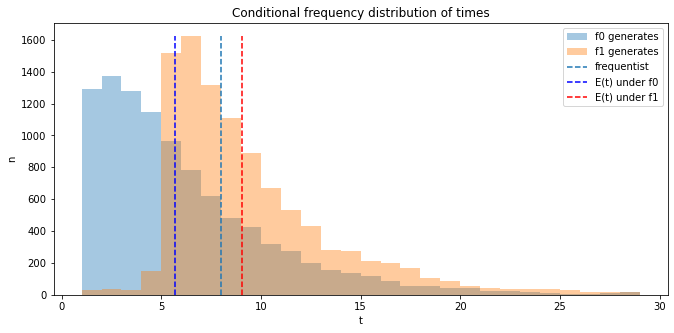 Conditional frequency distribution of times
f0 generates
f1 generates
frequentist
E(t) under f0
E(t) under f1
n
1600
1400
1200
1000
800
600
400
200
0
0 5 10 15 20 25 30
t